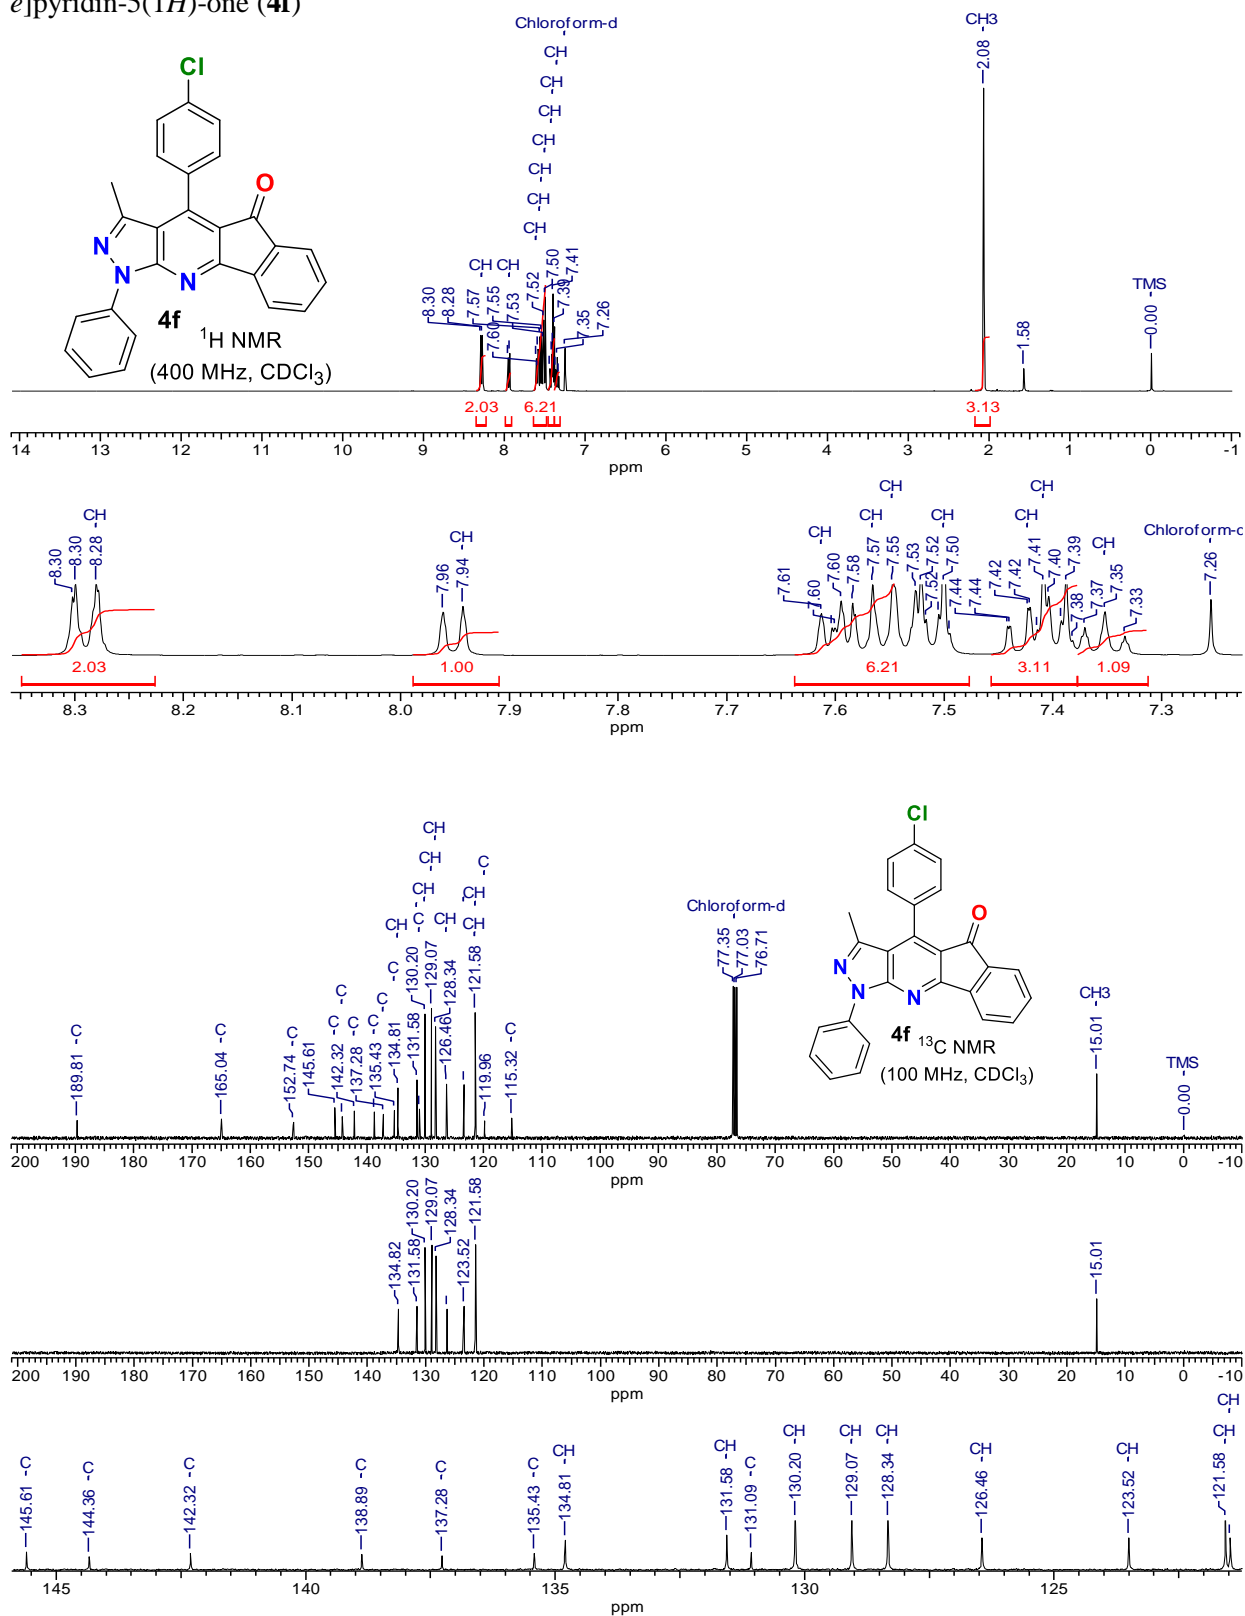 e]pyridin-5(1H)-one (4f)
Chloroform-d
CH
CH
CH
CH
CH
CH
CH
CH CH
CH3
2.08
TMS
0.00
1.58
8.30
8.28
7.57
7.60
7.55
7.53
7.52
7.50
7.39
7.41
7.35
7.26
Cl
O
N
N
N
4f
1H NMR
(400 MHz, CDCl3)
2.03 6.21 3.13
14 13 12 11 10 9 8 7 6 5 4 3 2 1 0 -1
ppm
CH
CH
CH
CH
CH
CH
CH
CH
CH
CH
Chloroform-d
8.30
8.30
8.28
7.96
7.94
7.61
7.60
7.60
7.58
7.57
7.55
7.53
7.52
7.52
7.50
7.44
7.44
7.42
7.42
7.41
7.40
7.39
7.38
7.37
7.35
7.33
7.26
2.03 1.00 6.21 3.11 1.09
8.3 8.2 8.1 8.0 7.9 7.8 7.7 7.6 7.5 7.4 7.3
ppm
189.81 -C
165.04 -C
152.74 -C
145.61 -C
C
142.32 -C
137.28 -C
C
135.43 -C
134.81 CH
131.58 CH
C
130.20 CH
129.07 CH
128.34 CH
126.46 CH
CH
121.58 CH
119.96 C
115.32 -C
Chloroform-d
77.35
77.03
76.71
CH3
15.01
TMS
0.00
Cl
O
N
N
N
4f
13C NMR
(100 MHz, CDCl3)
200 190 180 170 160 150 140 130 120 110 100 90 80 70 60 50 40 30 20 10 0 -10
ppm
134.82
131.58
130.20
129.07
128.34
123.52
121.58
15.01
200 190 180 170 160 150 140 130 120 110 100 90 80 70 60 50 40 30 20 10 0 -10
ppm
145.61 -C
144.36 -C
142.32 -C
138.89 -C
137.28 -C
135.43 -C
134.81 -CH
131.58 -CH
131.09 -C
130.20 -CH
129.07 -CH
128.34 -CH
126.46 -CH
123.52 -CH
121.58 -CH
CH
145 140 135 130 125
ppm